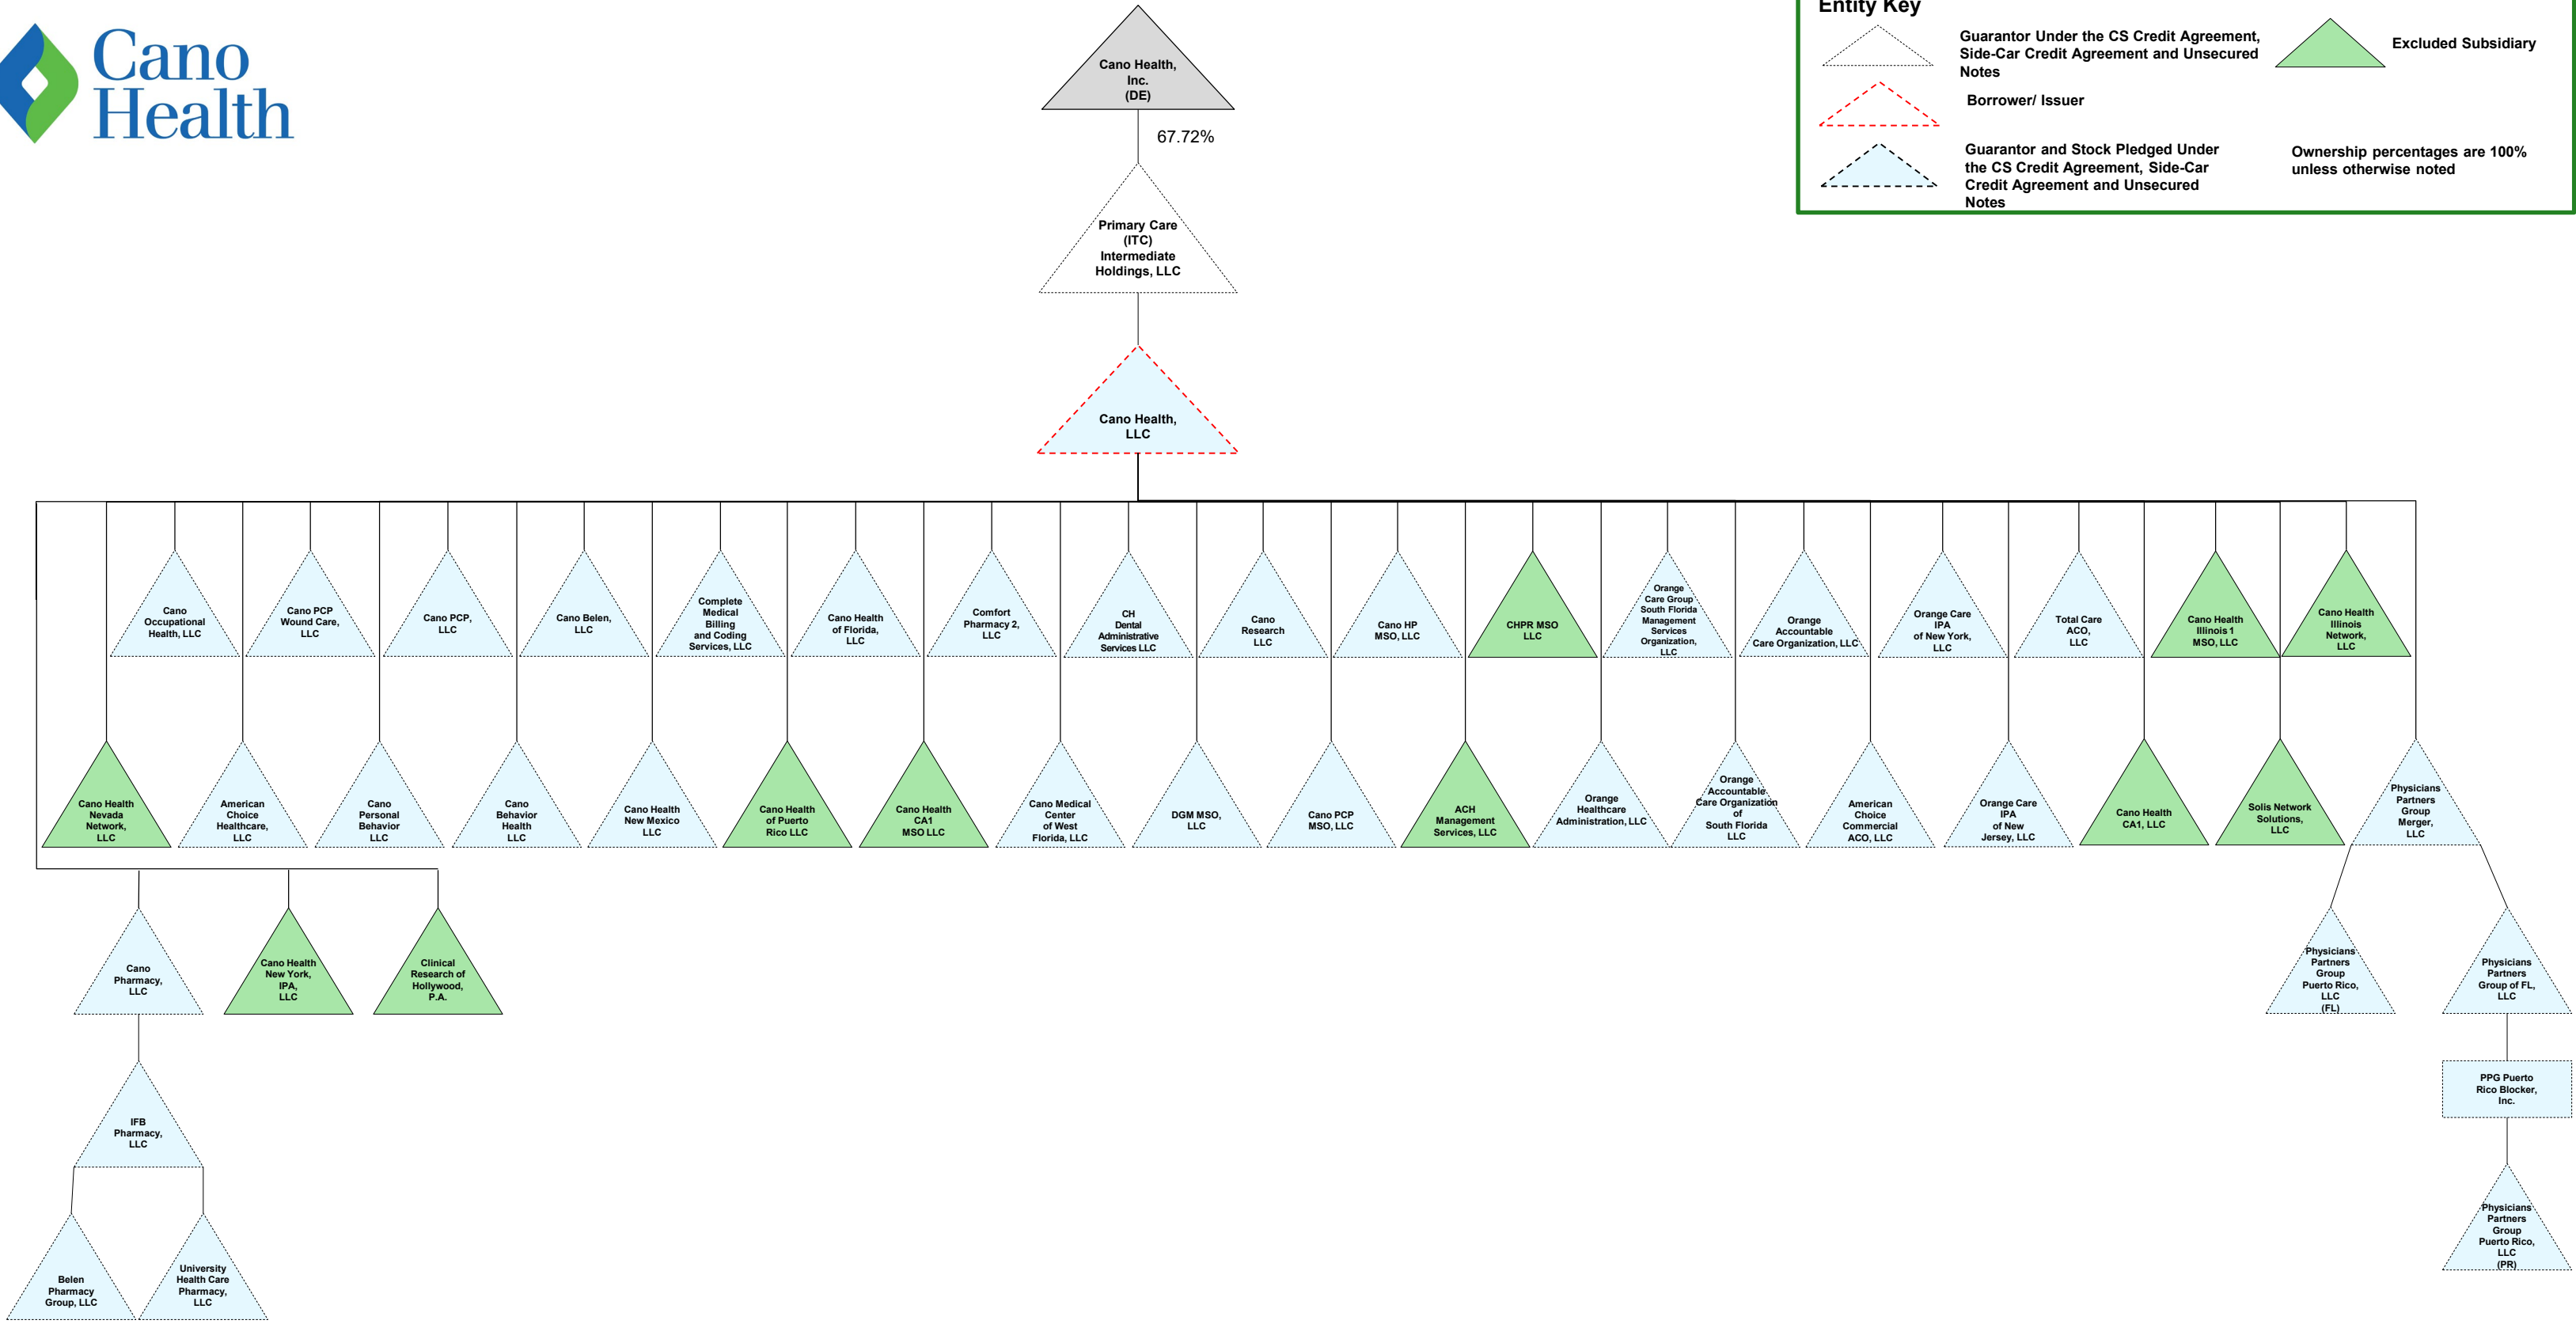 Cano
Health
Entity Key
Guarantor Under the CS Credit Agreement,
Side-Car Credit Agreement and Unsecured
Notes
Excluded Subsidiary
Borrower/ Issuer
Guarantor and Stock Pledged Under
the CS Credit Agreement, Side-Car
Credit Agreement and Unsecured
Notes
Ownership percentages are 100%
unless otherwise noted
Cano Health,
Inc.
(DE)
67.72%
Primary Care
(ITC)
Intermediate
Holdings, LLC
Cano Health,
LLC
Cano
Occupational
Health, LLC
Cano PCP
Wound Care,
LLC
Cano PCP,
LLC
Cano Belen,
LLC
Complete
Medical
Billing
and Coding
Services, LLC
Cano Health
of Florida,
LLC
Comfort
Pharmacy 2,
LLC
CH
Dental
Administrative
Services LLC
Cano
Research
LLC
Cano HP
MSO, LLC
CHPR MSO
LLC
Orange
Care Group
South Florida
Management
Services
Organization,
LLC
Orange
Accountable
Care Organization, LLC
Orange Care
IPA
of New York,
LLC
Total Care
ACO,
LLC
Cano Health
Illinois 1
MSO, LLC
Cano Health
Illinois
Network,
LLC
Cano Health
Nevada
Network,
LLC
American
Choice
Healthcare,
LLC
Cano
Personal
Behavior
LLC
Cano
Behavior
Health
LLC
Cano Health
New Mexico
LLC
Cano Health
of Puerto
Rico LLC
Cano Health
CA1
MSO LLC
Cano Medical
Center
of West
Florida, LLC
DGM MSO,
LLC
Cano PCP
MSO, LLC
ACH
Management
Services, LLC
Orange
Healthcare
Administration, LLC
Orange
Accountable
Care Organization
of
South Florida
LLC
American
Choice
Commercial
ACO, LLC
Orange Care
IPA
of New
Jersey, LLC
Cano Health
CA1, LLC
Solis Network
Solutions,
LLC
Physicians
Partners
Group
Merger,
LLC
Cano
Pharmacy,
LLC
Cano Health
New York,
IPA,
LLC
Clinical
Research of
Hollywood,
P.A.
Physicians
Partners
Group
Puerto Rico,
LLC
(FL)
Physicians
Partners
Group of FL,
LLC
IFB
Pharmacy,
LLC
PPG Puerto
Rico Blocker,
Inc.
Belen
Pharmacy
Group, LLC
University
Health Care
Pharmacy,
LLC
Physicians
Partners
Group
Puerto Rico,
LLC
(PR)